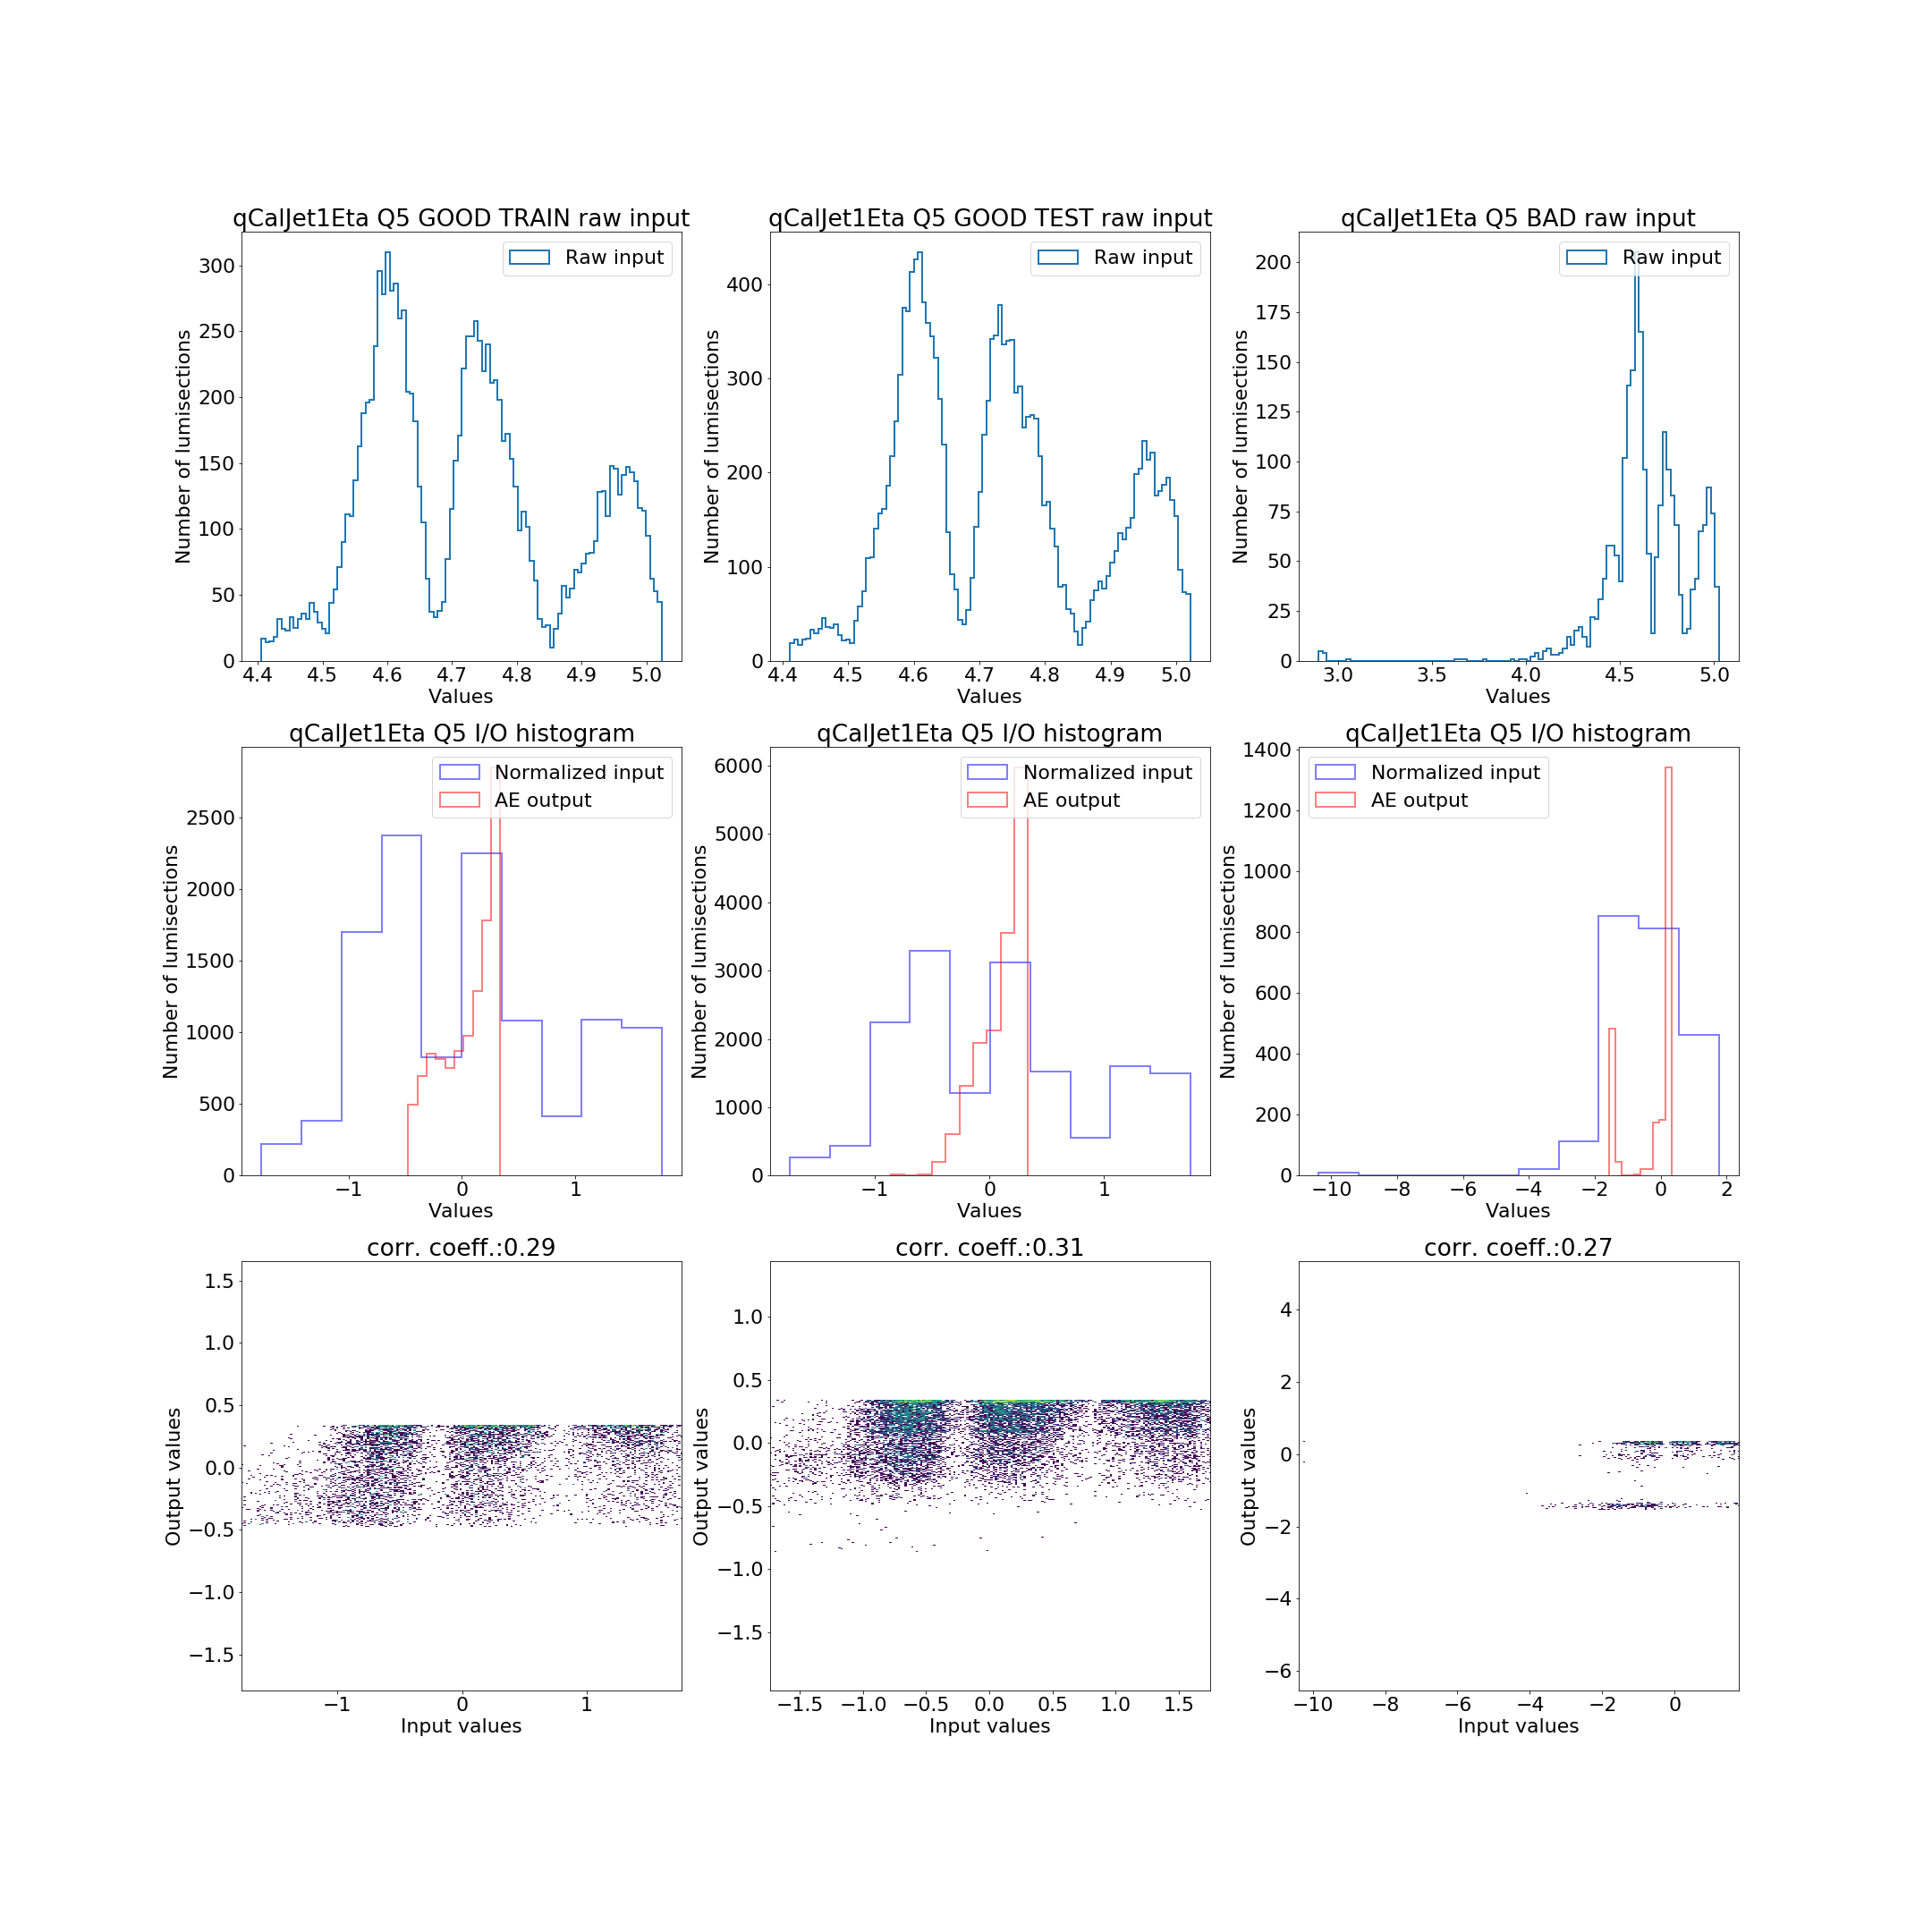 qCalJet1Eta Q5 GOOD TRAIN raw input
Raw input
Number of lumisections
0
50
100
150
200
250
300
4.4 4.5 4.6 4.7 4.8 4.9 5.0
Values
qCalJet1Eta Q5 GOOD TEST raw input
Raw input
Number of lumisections
0
100
200
300
400
4.4 4.5 4.6 4.7 4.8 4.9 5.0
Values
qCalJet1Eta Q5 BAD raw input
Raw input
Number of lumisections
0
25
50
75
100
125
150
175
200
3.0 3.5 4.0 4.5 5.0
Values
qCalJet1Eta Q5 I/O histogram
Normalized input
AE output
Number of lumisections
0
500
1000
1500
2000
2500
−1 0 1
Values
qCalJet1Eta Q5 I/O histogram
Normalized input
AE output
Number of lumisections
0
1000
2000
3000
4000
5000
6000
−1 0 1
Values
qCalJet1Eta Q5 I/O histogram
Normalized input
AE output
Number of lumisections
0
200
400
600
800
1000
1200
1400
−10 −8 −6 −4 −2 0 2
Values
corr. coeff.:0.29
Output values
1.5
1.0
0.5
0.0
−0.5
−1.0
−1.5
−1 0 1
Input values
corr. coeff.:0.31
Output values
1.0
0.5
0.0
−0.5
−1.0
−1.5
−1.5 −1.0 −0.5 0.0 0.5 1.0 1.5
Input values
corr. coeff.:0.27
Output values
4
2
0
−2
−4
−6
−10 −8 −6 −4 −2 0
Input values